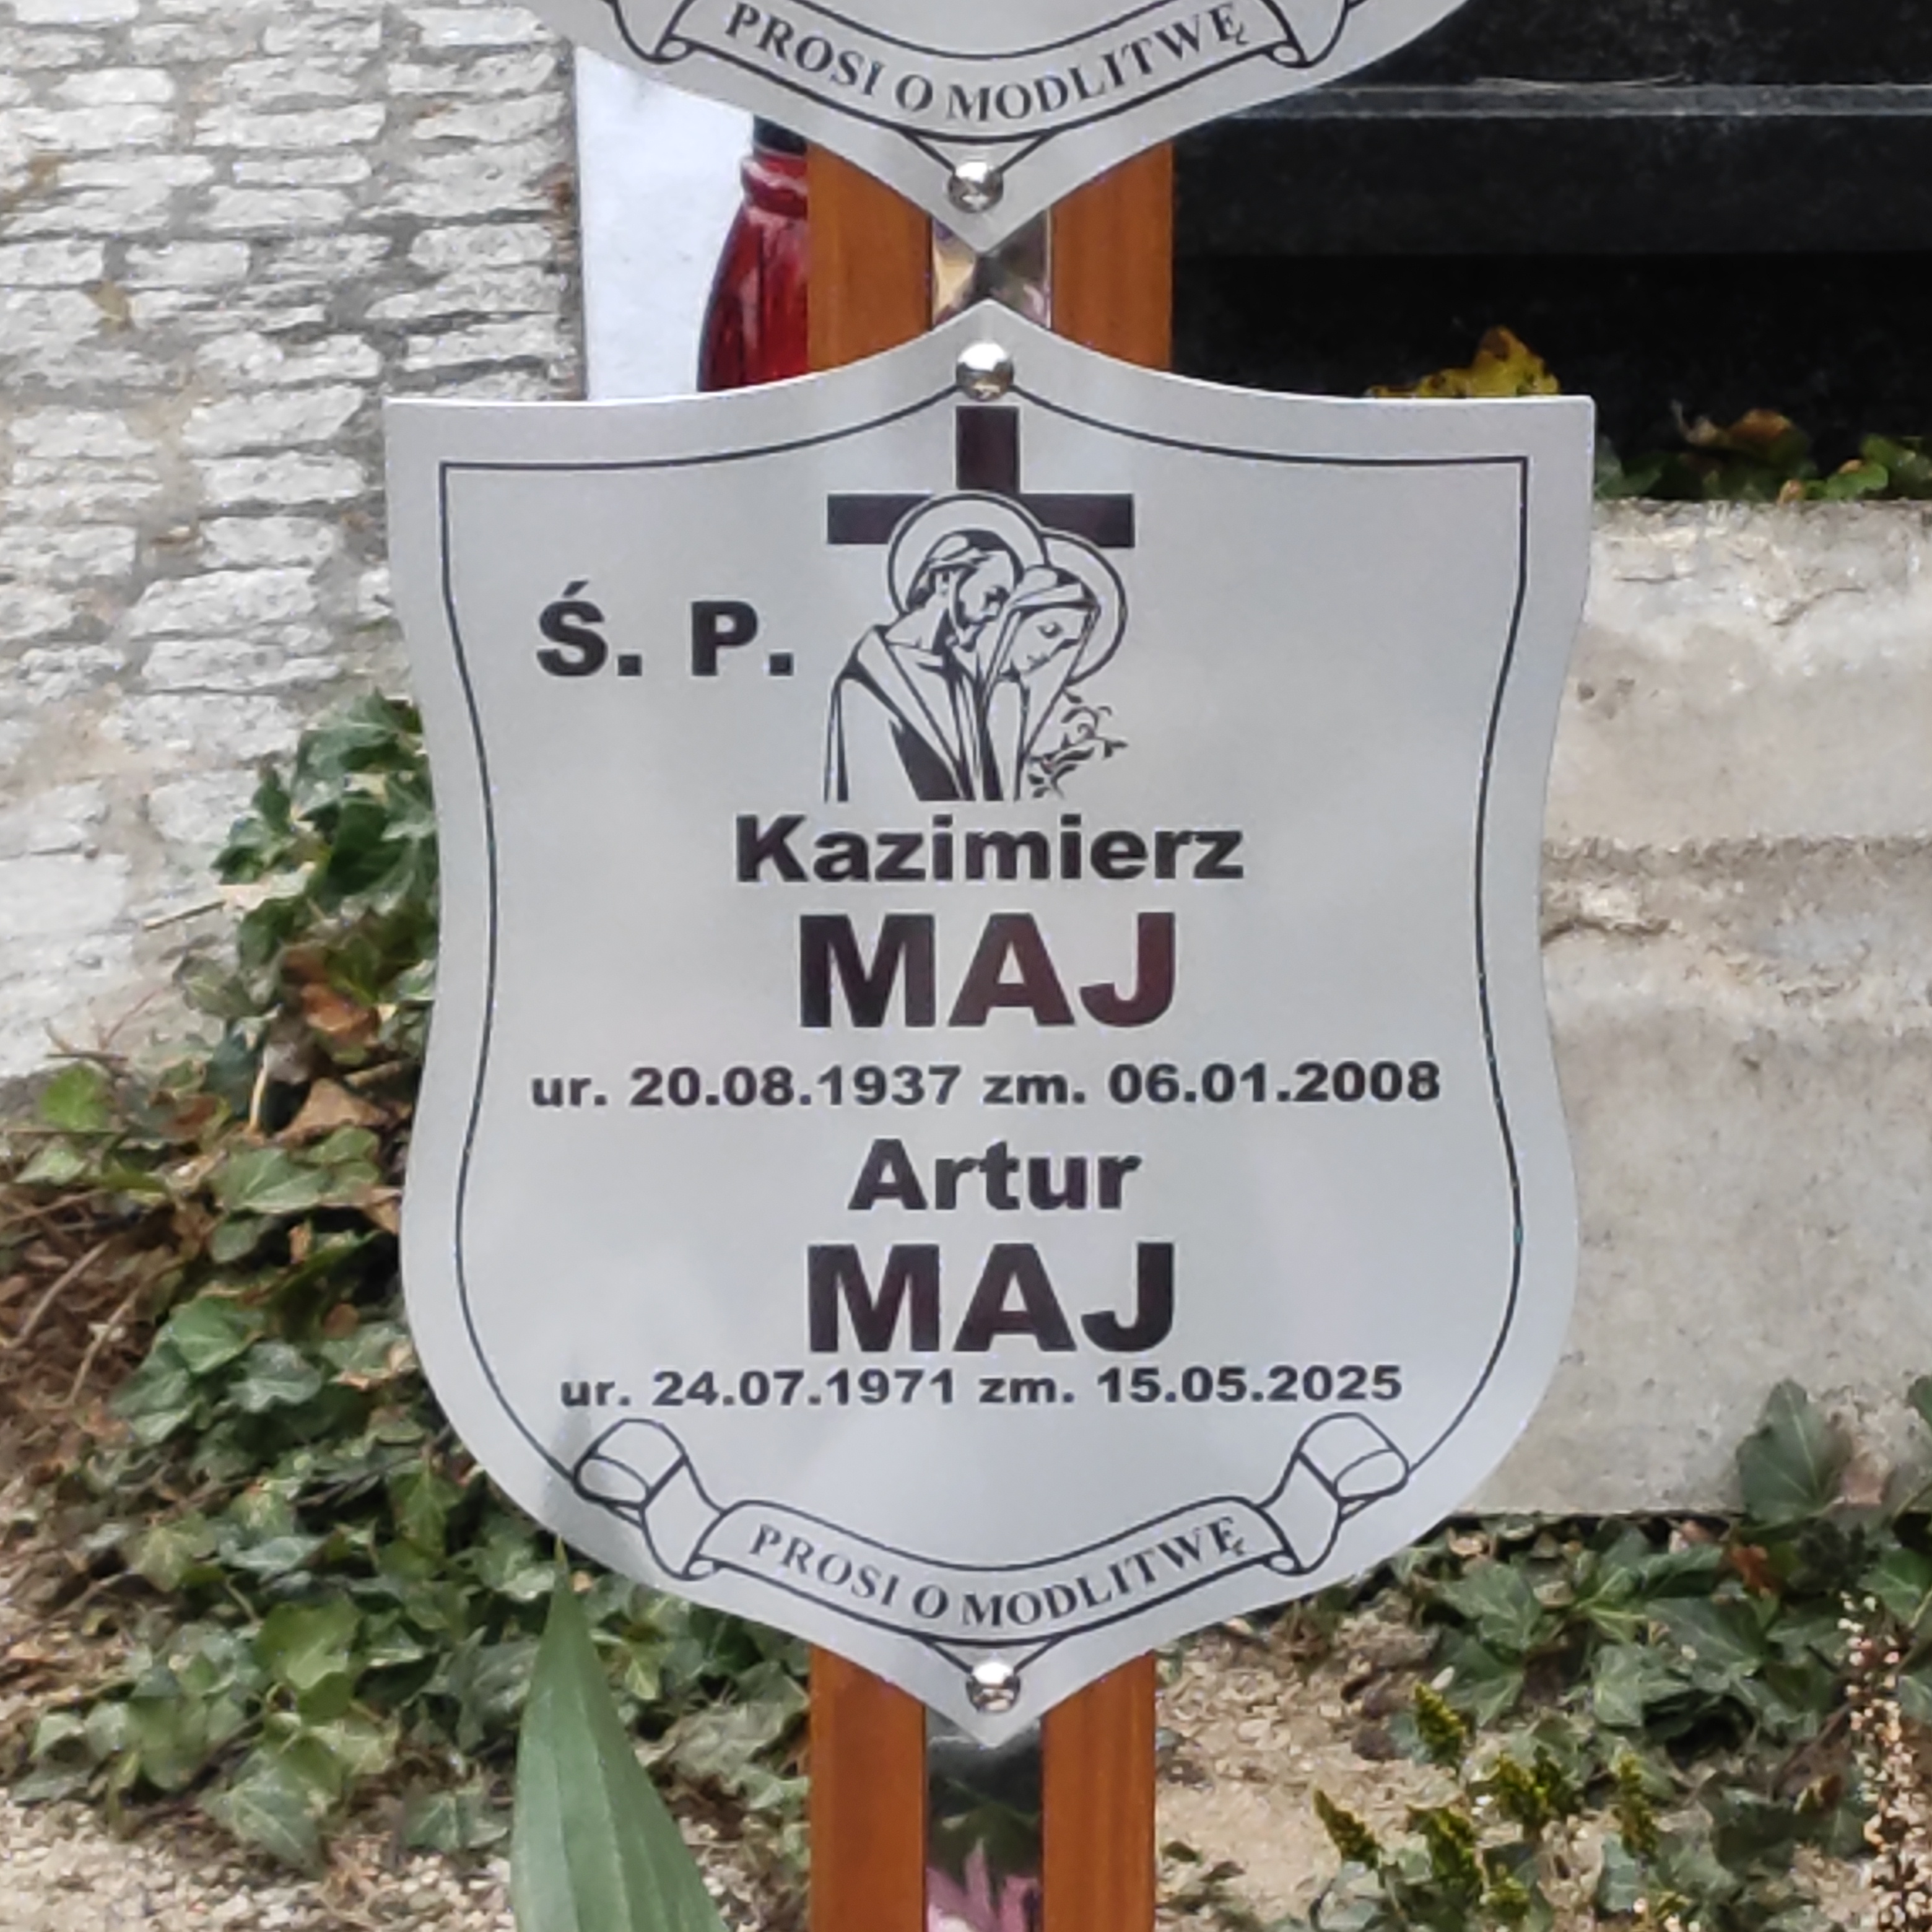 PROSI O MODLITWĘ
Ś. P.
Kazimierz
MAJ
ur. 20.08.1937 zm. 06.01.2008
Artur
MAJ
ur. 24.07.1971 zm. 15.05.2025
PROSI O MODLITWĘ